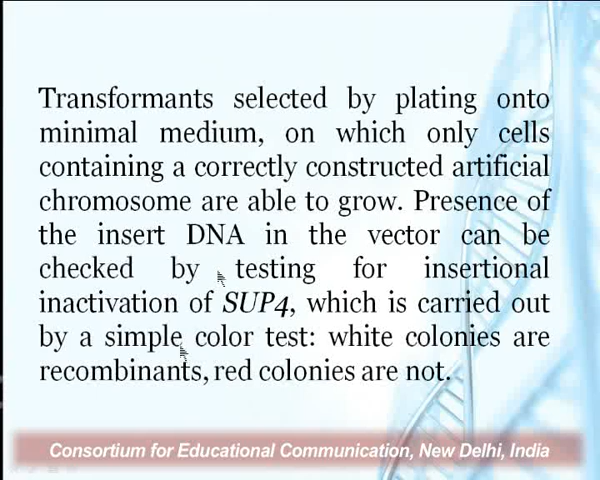 Transformants selected by plating onto
minimal medium, on which only cells
containing a correctly constructed artificial
chromosome are able to grow. Presence of
the insert DNA in the vector can be
checked by testing for insertional
inactivation of SUP4, which is carried out
by a simple color test: white colonies are
recombinants, red colonies are not.
Consortium for Educational Communication, New Delhi, India